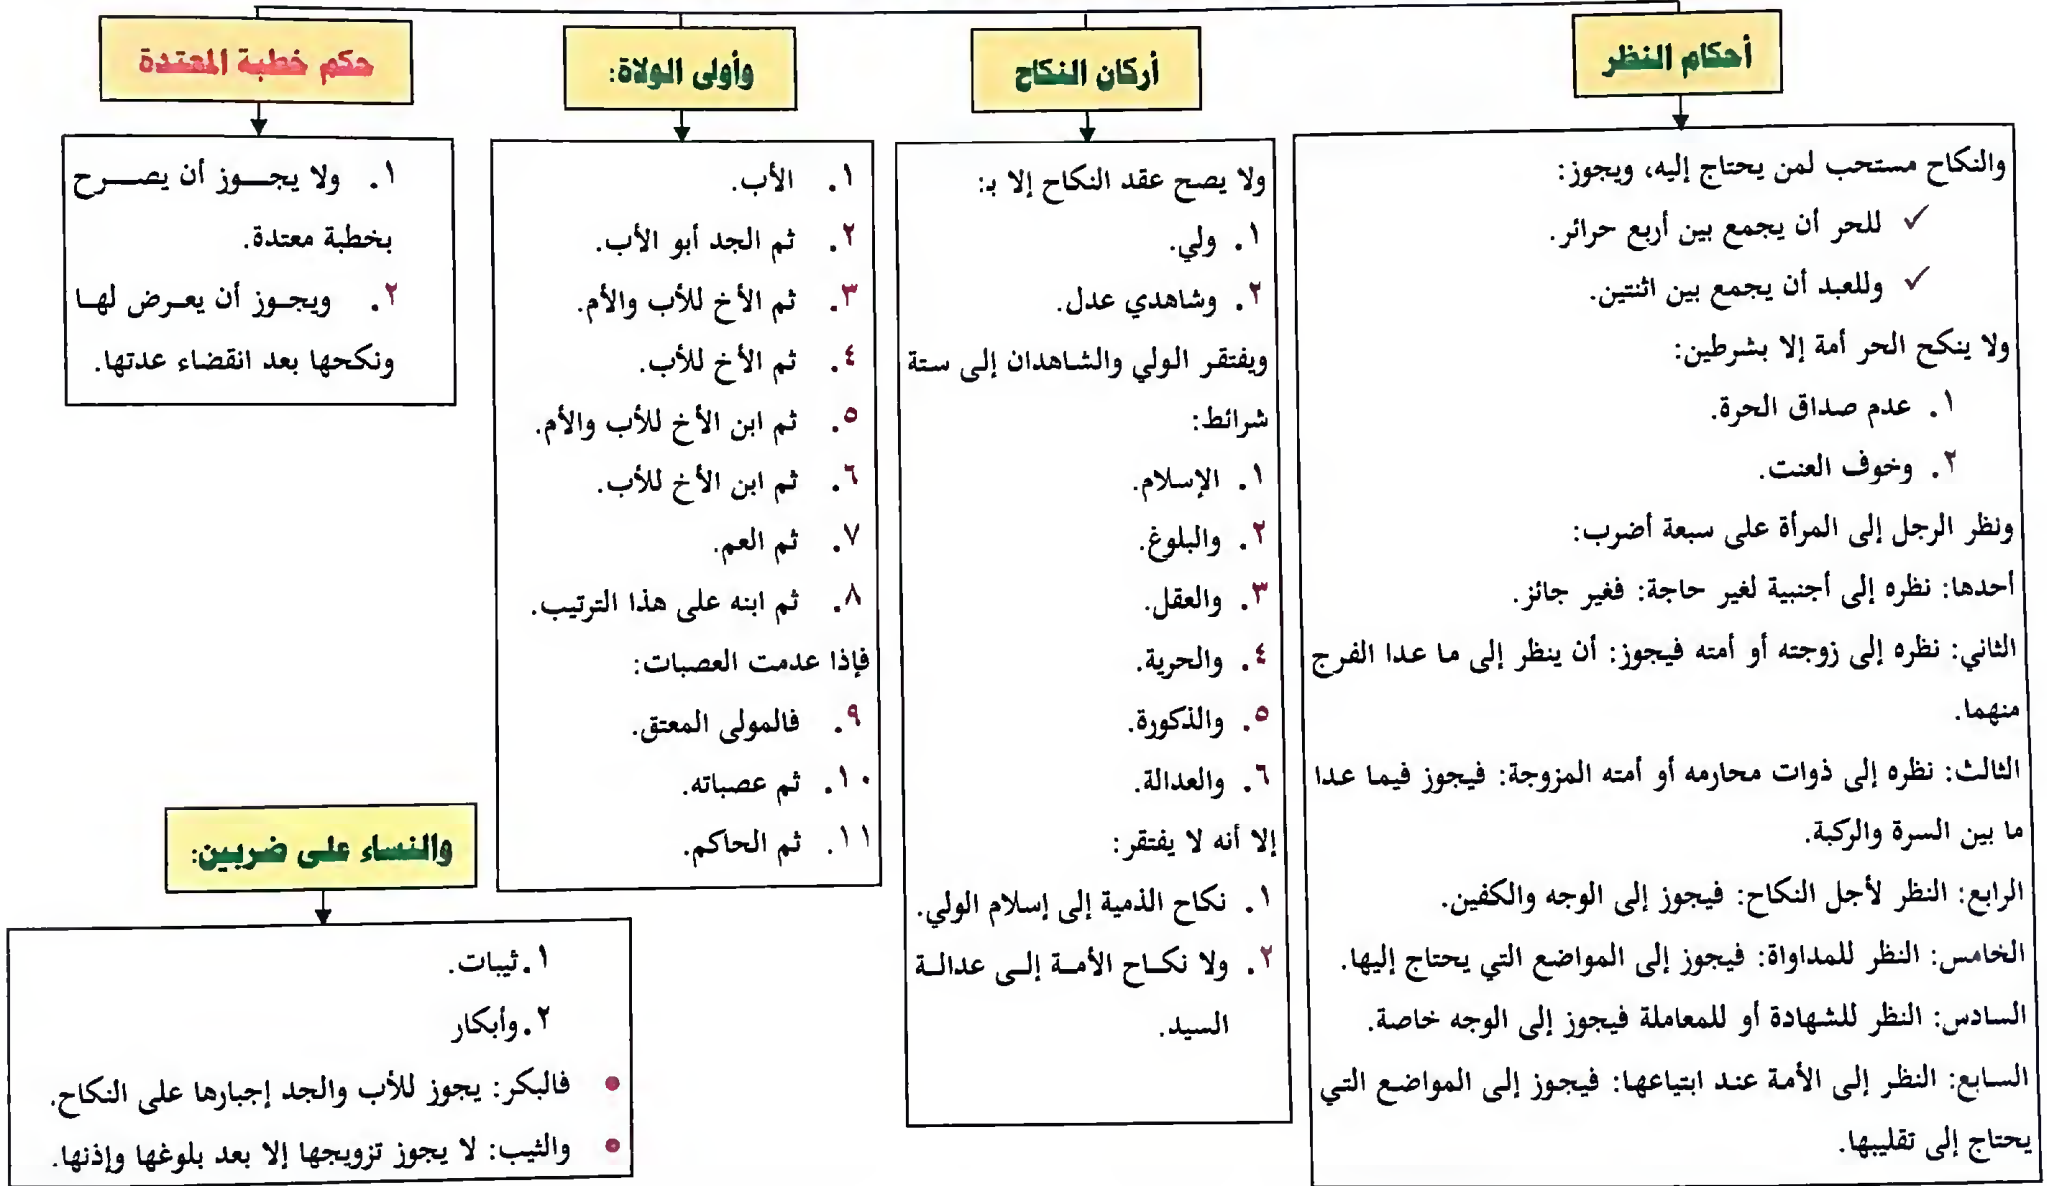 أحكام النظر
والنكاح مستحب لمن يحتاج إليه، ويجوز:
✓ للحر أن يجمع بين أربع حرائر.
✓ وللعبد أن يجمع بين اثنتين.
ولا ينكح الحر أمة إلا بشرطين:
١. عدم صداق الحرة.
٢. وخوف العنت.
ونظر الرجل إلى المرأة على سبعة أضرب:
أحدها: نظره إلى أجنبية لغير حاجة: فغير جائز.
الثاني: نظره إلى زوجته أو أمته فيجوز: أن ينظر إلى ما عدا الفرج
منهما.
الثالث: نظره إلى ذوات محارمه أو أمته المزوجة: فيجوز فيما عدا
ما بين السرة والركبة.
الرابع: النظر لأجل النكاح: فيجوز إلى الوجه والكفين.
الخامس: النظر للمداواة: فيجوز إلى المواضع التي يحتاج إليها.
السادس: النظر للشهادة أو للمعاملة فيجوز إلى الوجه خاصة.
السابع: النظر إلى الأمة عند ابتياعها: فيجوز إلى المواضع التي
يحتاج إلى تقليبها.
أركان النكاح
ولا يصح عقد النكاح إلا بـ:
١. ولي.
٢. وشاهدي عدل.
ويفتقر الولي والشاهدان إلى ستة
شرائط:
١. الإسلام.
٢. والبلوغ.
٣. والعقل.
٤. والحرية.
٥. والذكورة.
٦. والعدالة.
إلا أنه لا يفتقر:
١. نكاح الذمية إلى إسلام الولي.
٢. ولا نكاح الأمة إلى عدالة
السيد.
وأولى الولاة:
١. الأب.
٢. ثم الجد أبو الأب.
٣. ثم الأخ للأب والأم.
٤. ثم الأخ للأب.
٥. ثم ابن الأخ للأب والأم.
٦. ثم ابن الأخ للأب.
٧. ثم العم.
٨. ثم ابنه على هذا الترتيب.
فإذا عدمت العصبات:
٩. فالمولى المعتق.
١٠. ثم عصباته.
١١. ثم الحاكم.
حكم خطبة المعتدة
١. ولا يجوز أن يصرح
بخطبة معتدة.
٢. ويجوز أن يعرض لها
ونكحها بعد انقضاء عدتها.
والنساء على ضربين:
١. ثيبات.
٢. وأبكار
• فالبكر: يجوز للأب والجد إجبارها على النكاح.
• والثيب: لا يجوز تزويجها إلا بعد بلوغها وإذنها.